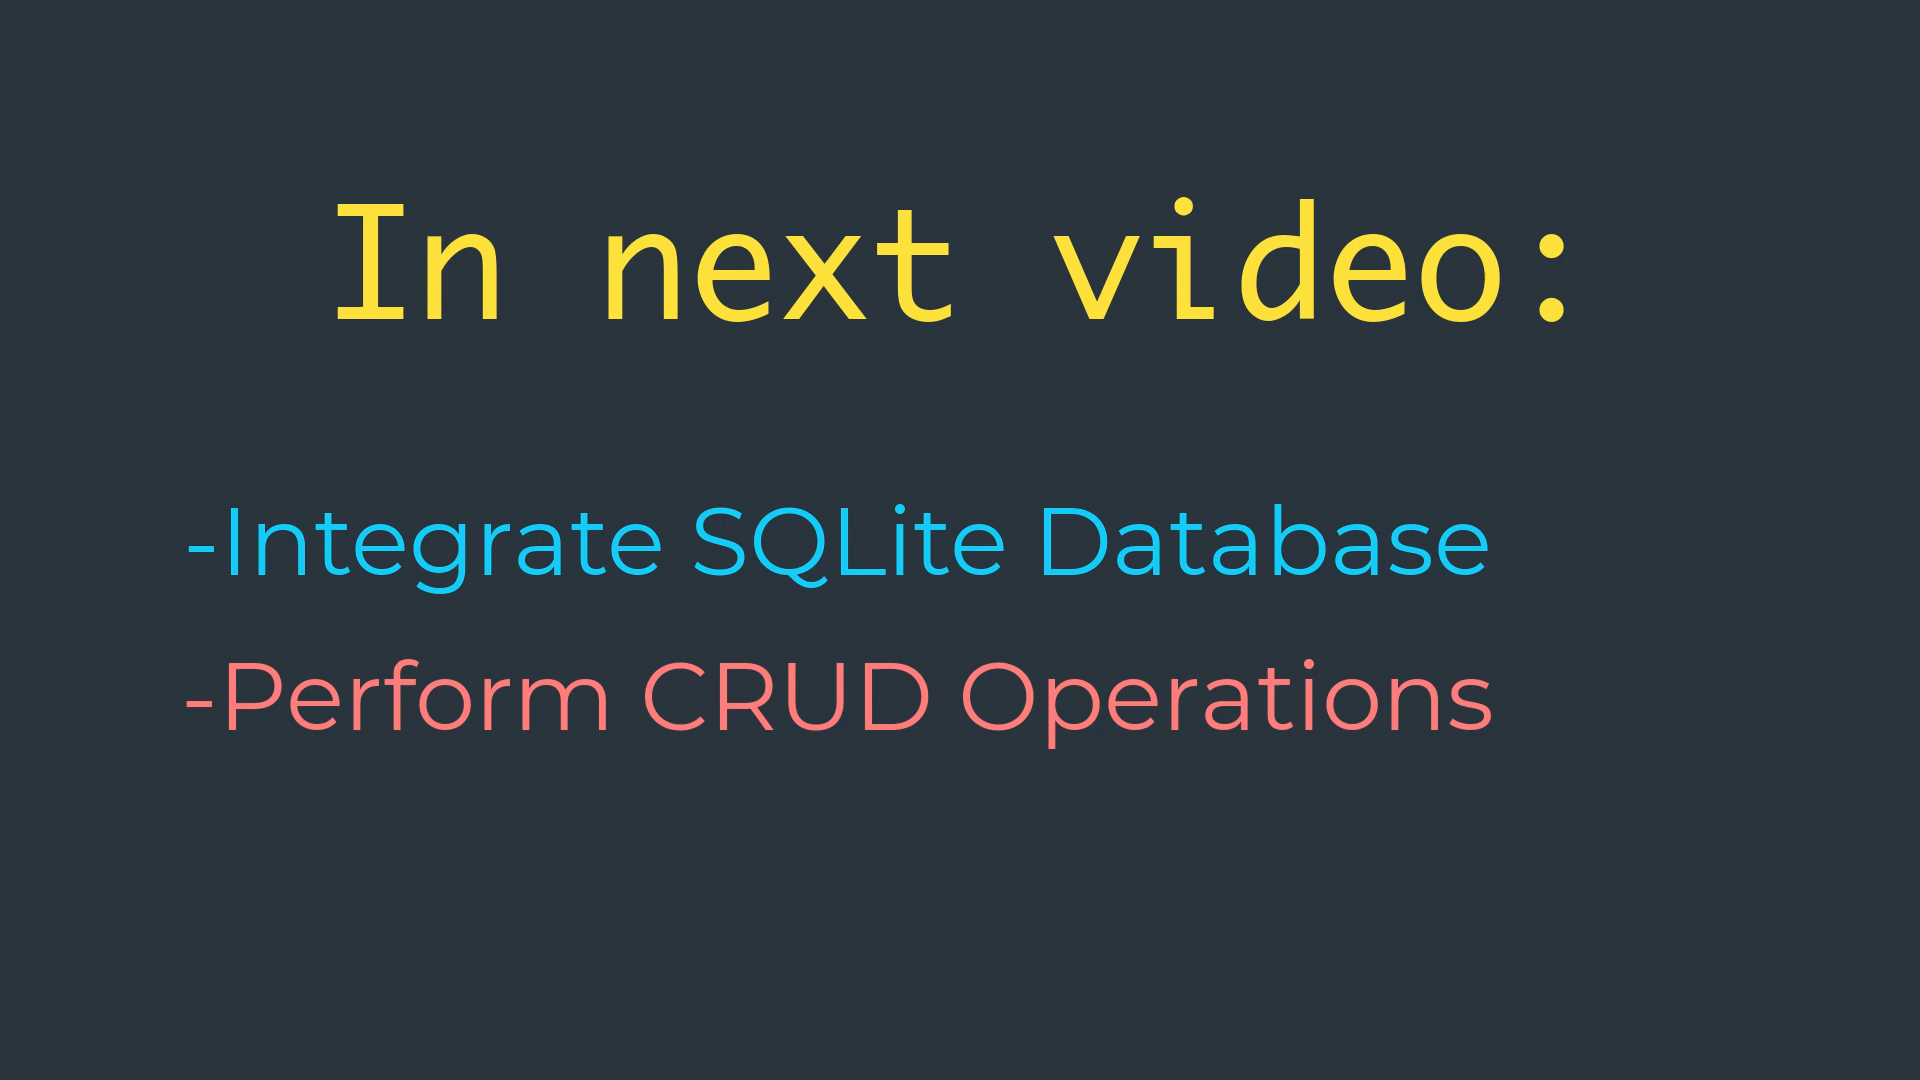 In next video:
-Integrate SQLite Database
-Perform CRUD Operations